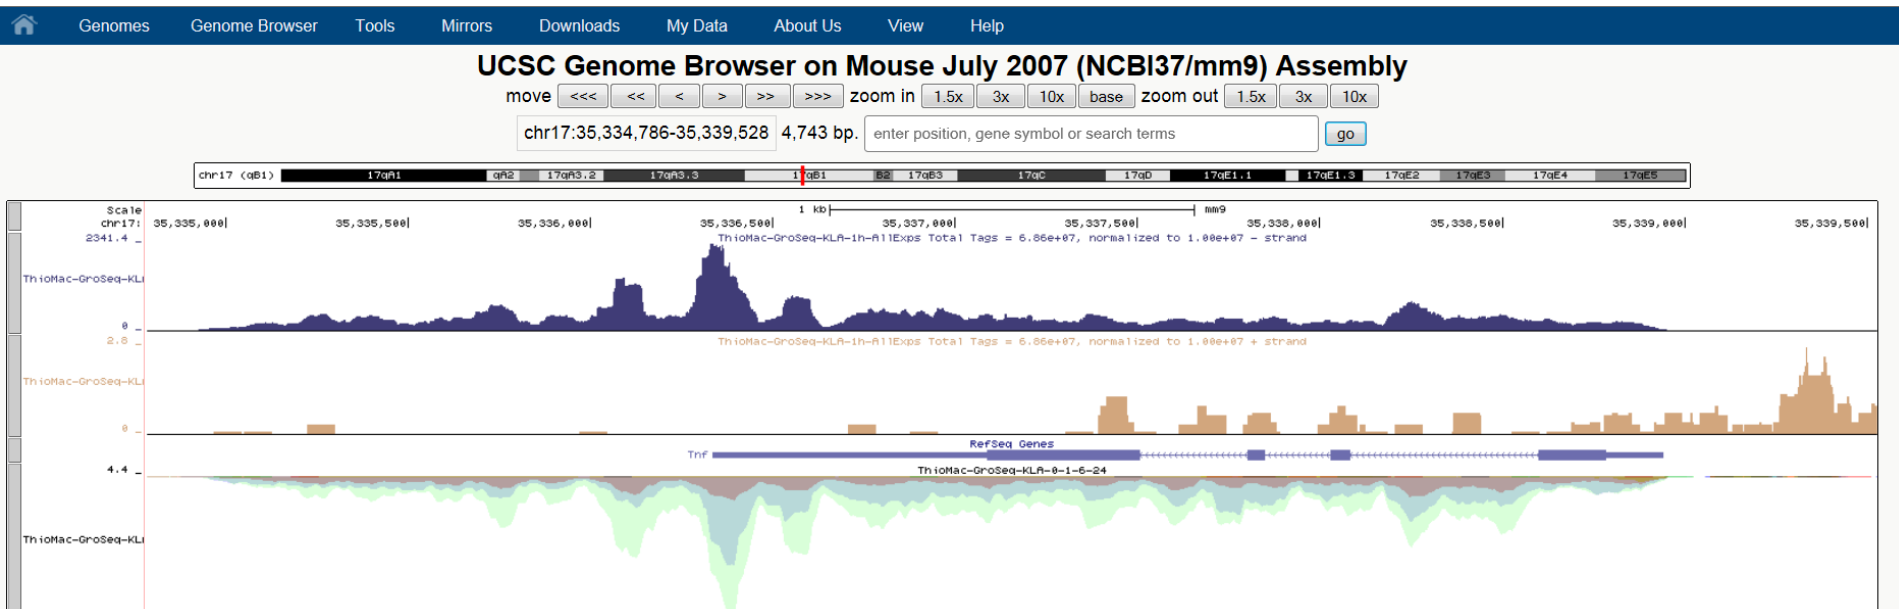 Genomes Genome Browser Tools Mirrors Downloads My Data About Us View Help
UCSC Genome Browser on Mouse July 2007 (NCBI37/mm9) Assembly
move <<< << < > >> >>> zoom in 1.5x 3x 10x base zoom out 1.5x 3x 10x
chr17:35,334,786-35,339,528 4,743 bp. enter position, gene symbol or search terms go
chr17 (qB1) 17qA1 qA2 17qA3.2 17qA3.3 17qB1 B2 17qB3 17qC 17qD 17qE1.1 17qE1.3 17qE2 17qE3 17qE4 17qE5
Scale 1 kb mm9
chr17: 35,335,000 35,335,500 35,336,000 35,336,500 35,337,000 35,337,500 35,338,000 35,338,500 35,339,000 35,339,500
2341.4 _ ThioMac-GroSeq-KLA-1h-AllExps Total Tags = 6.86e+07, normalized to 1.00e+07 - strand
ThioMac-GroSeq-KL
0 _
2.8 _ ThioMac-GroSeq-KLA-1h-AllExps Total Tags = 6.86e+07, normalized to 1.00e+07 + strand
ThioMac-GroSeq-KL
0 _
RefSeq Genes
Tnf
4.4 _ ThioMac-GroSeq-KLA-0-1-6-24
ThioMac-GroSeq-KL